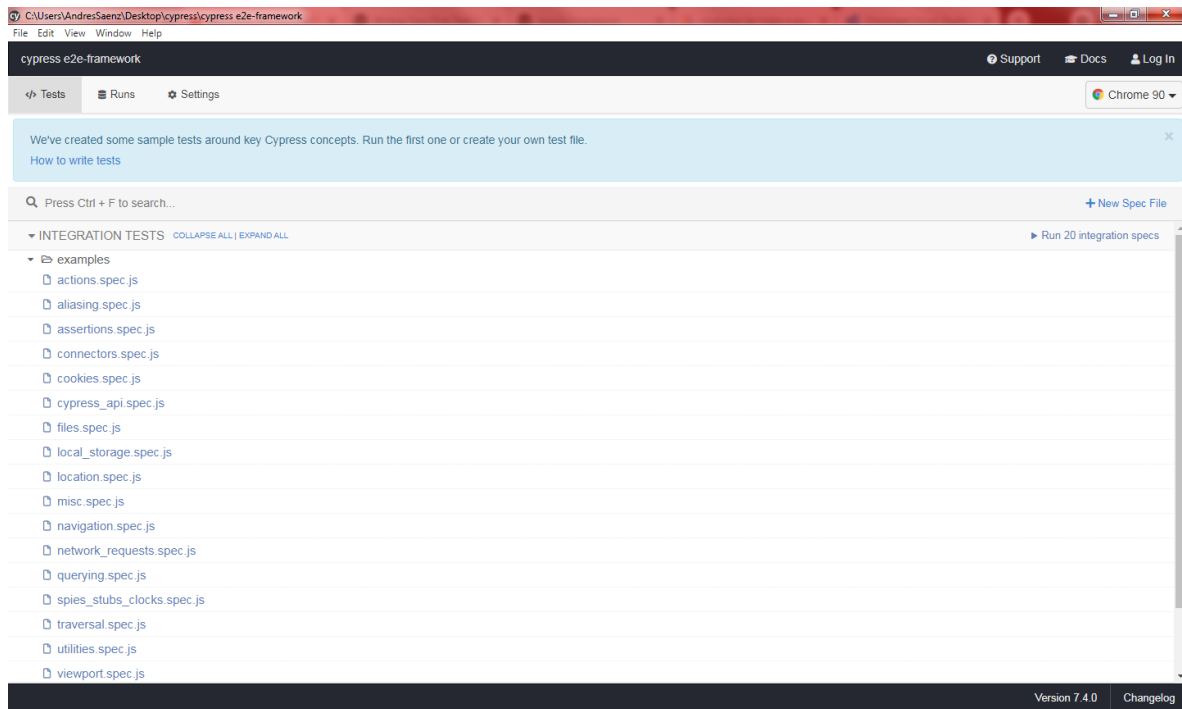 C:\Users\AndresSaenz\Desktop\cypress\cypress e2e-framework
File Edit View Window Help
cypress e2e-framework Support Docs Log In
</> Tests Runs Settings Chrome 90
We've created some sample tests around key Cypress concepts. Run the first one or create your own test file.
How to write tests
Press Ctrl + F to search... + New Spec File
INTEGRATION TESTS COLLAPSE ALL | EXPAND ALL Run 20 integration specs
examples
actions.spec.js
aliasing.spec.js
assertions.spec.js
connectors.spec.js
cookies.spec.js
cypress_api.spec.js
files.spec.js
local_storage.spec.js
location.spec.js
misc.spec.js
navigation.spec.js
network_requests.spec.js
querying.spec.js
spies_stubs_clocks.spec.js
traversal.spec.js
utilities.spec.js
viewport.spec.js
Version 7.4.0 Changelog